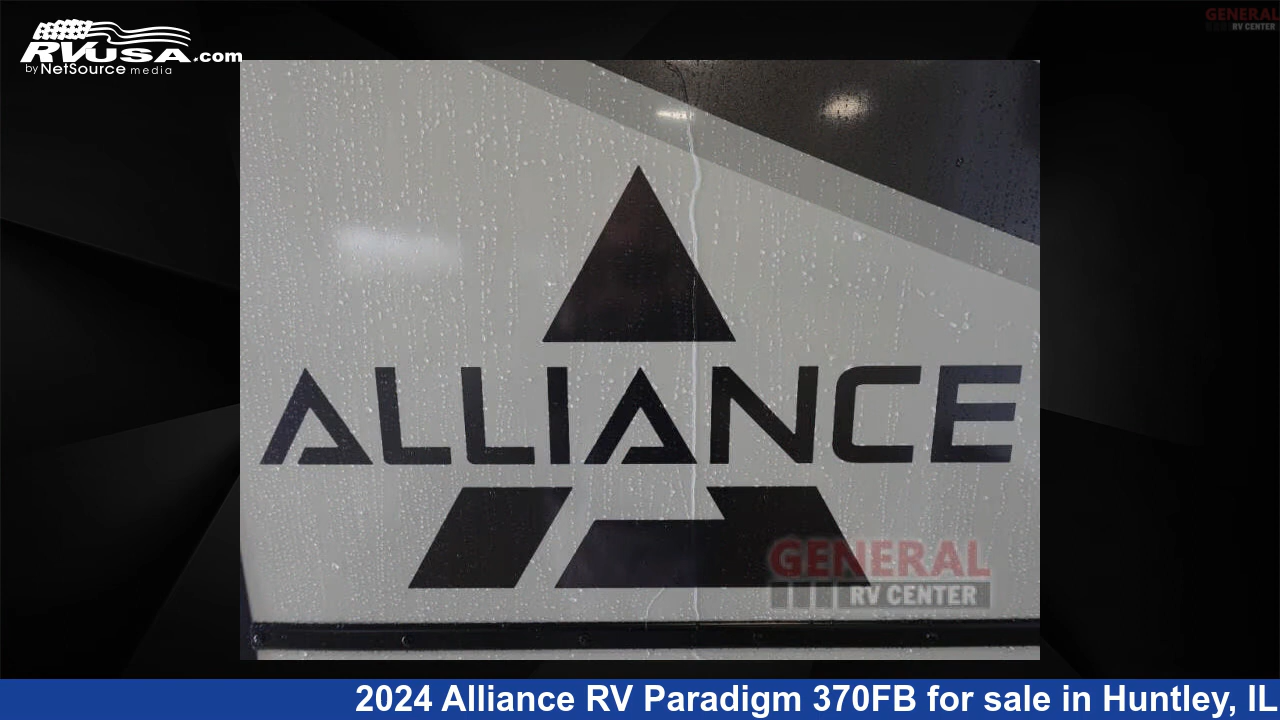 RVUSA.com
by NetSource media
GENERAL
RV CENTER
ALLIANCE
GENERAL
RV CENTER
2024 Alliance RV Paradigm 370FB for sale in Huntley, IL